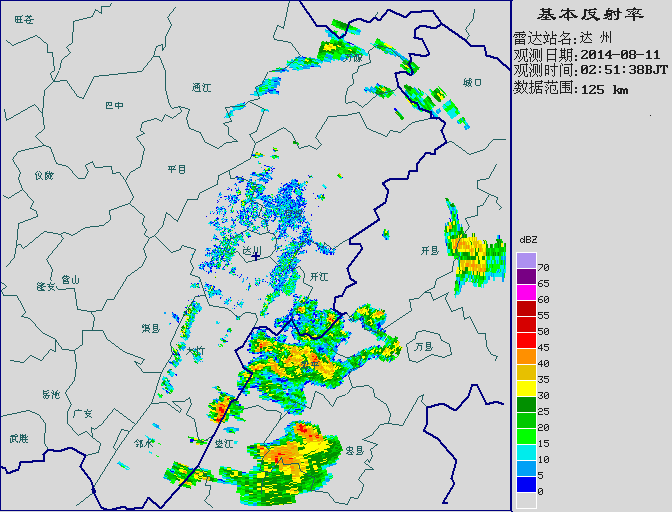 基本反射率
雷达站名:达 州
观测日期:2014-08-11
观测时间:02:51:38BJT
数据范围:125 km
旺苍
万源
城口
通江
巴中
仪陇
平昌
达川
开县
营山
开江
渠县
大竹
万县
岳池
广安
武胜
邻水
垫江
忠县
dBZ
70
65
60
55
50
45
40
35
30
25
20
15
10
5
0